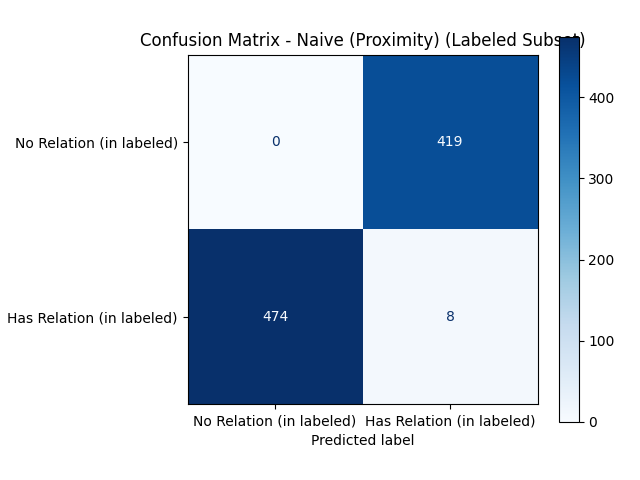 Confusion Matrix - Naive (Proximity) (Labeled Subset)
No Relation (in labeled)
0
419
Has Relation (in labeled)
474
8
No Relation (in labeled)
Has Relation (in labeled)
Predicted label
400
300
200
100
0